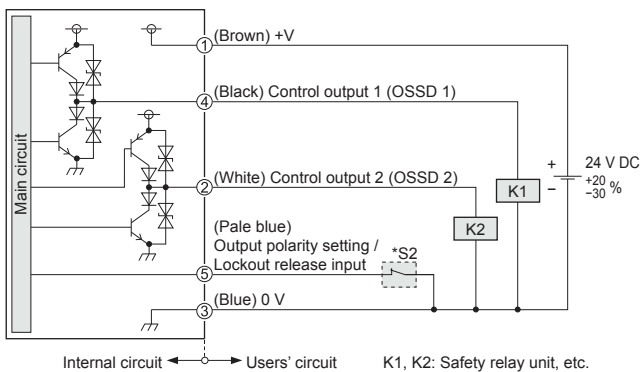 Main circuit
① (Brown) +V
④ (Black) Control output 1 (OSSD 1)
② (White) Control output 2 (OSSD 2)
(Pale blue)
Output polarity setting /
⑤ Lockout release input
*S2
③ (Blue) 0 V
K1
K2
+
−
24 V DC
+20
−30 %
Internal circuit
Users' circuit
K1, K2: Safety relay unit, etc.